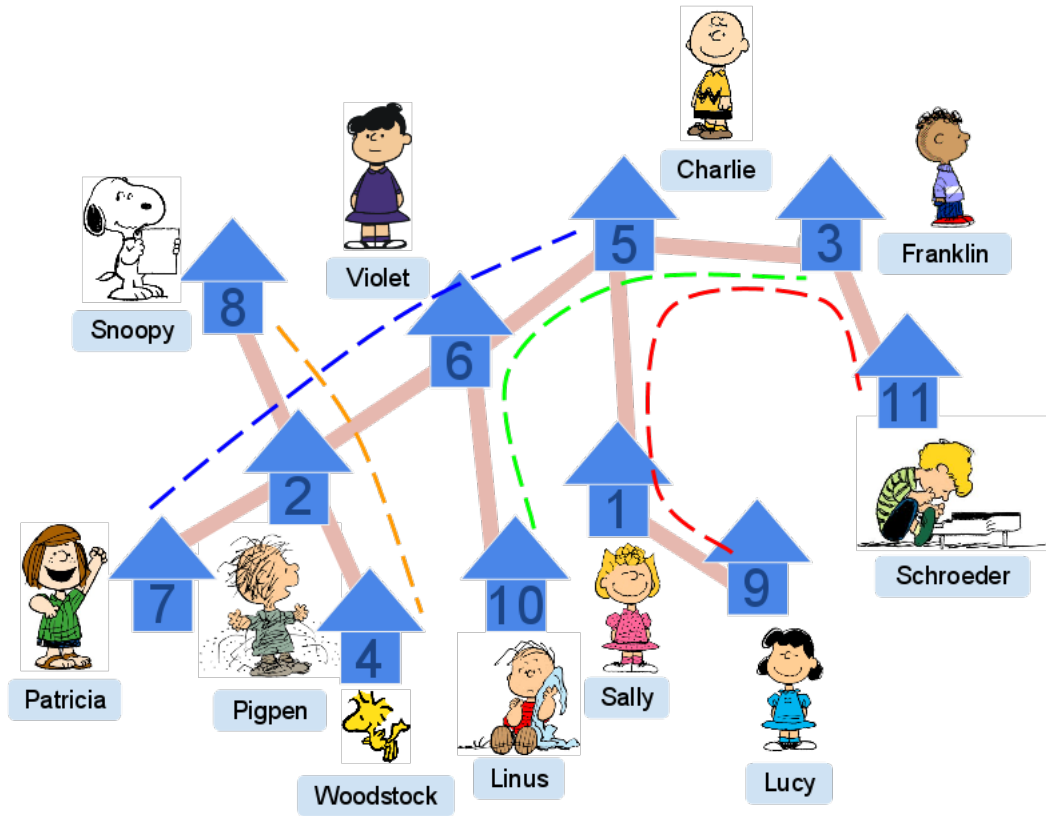 Charlie
Franklin
Violet
5
3
Snoopy
8
6
11
2
1
Schroeder
7
10
9
4
Patricia
Pigpen
Sally
Linus
Lucy
Woodstock